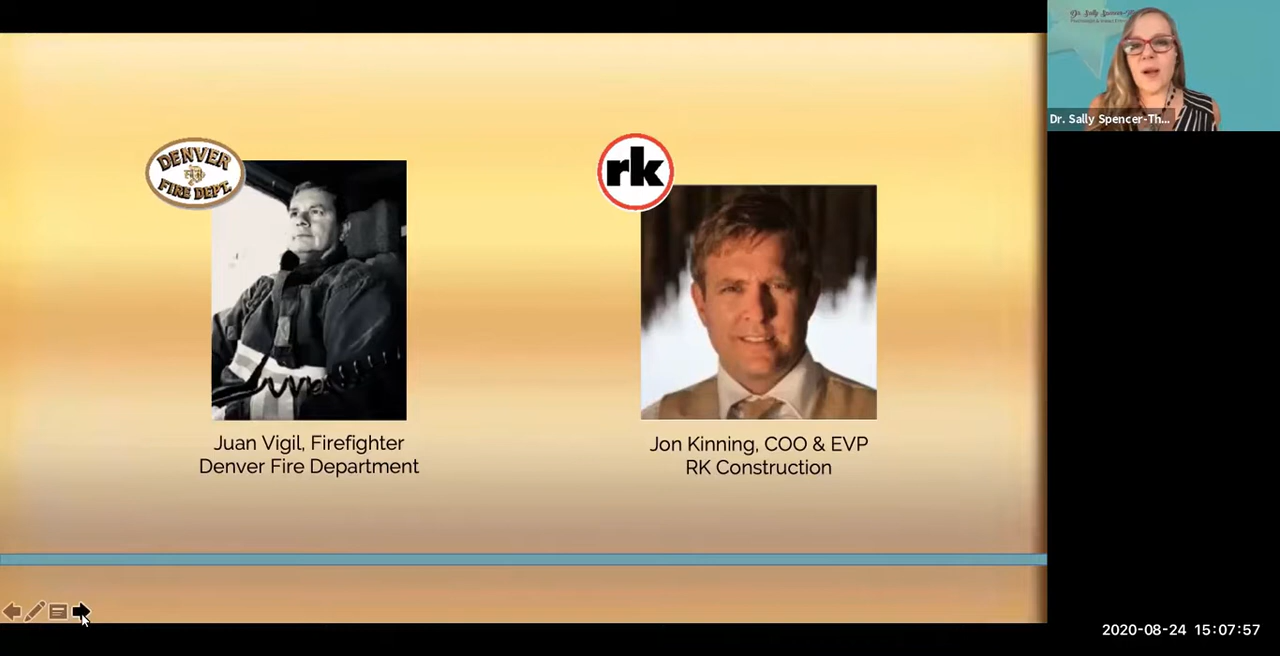 DENVER
FIRE DEPT.
rk
Juan Vigil, Firefighter
Denver Fire Department
Jon Kinning, COO & EVP
RK Construction
Dr. Sally Spencer-Th...
2020-08-24 15:07:57